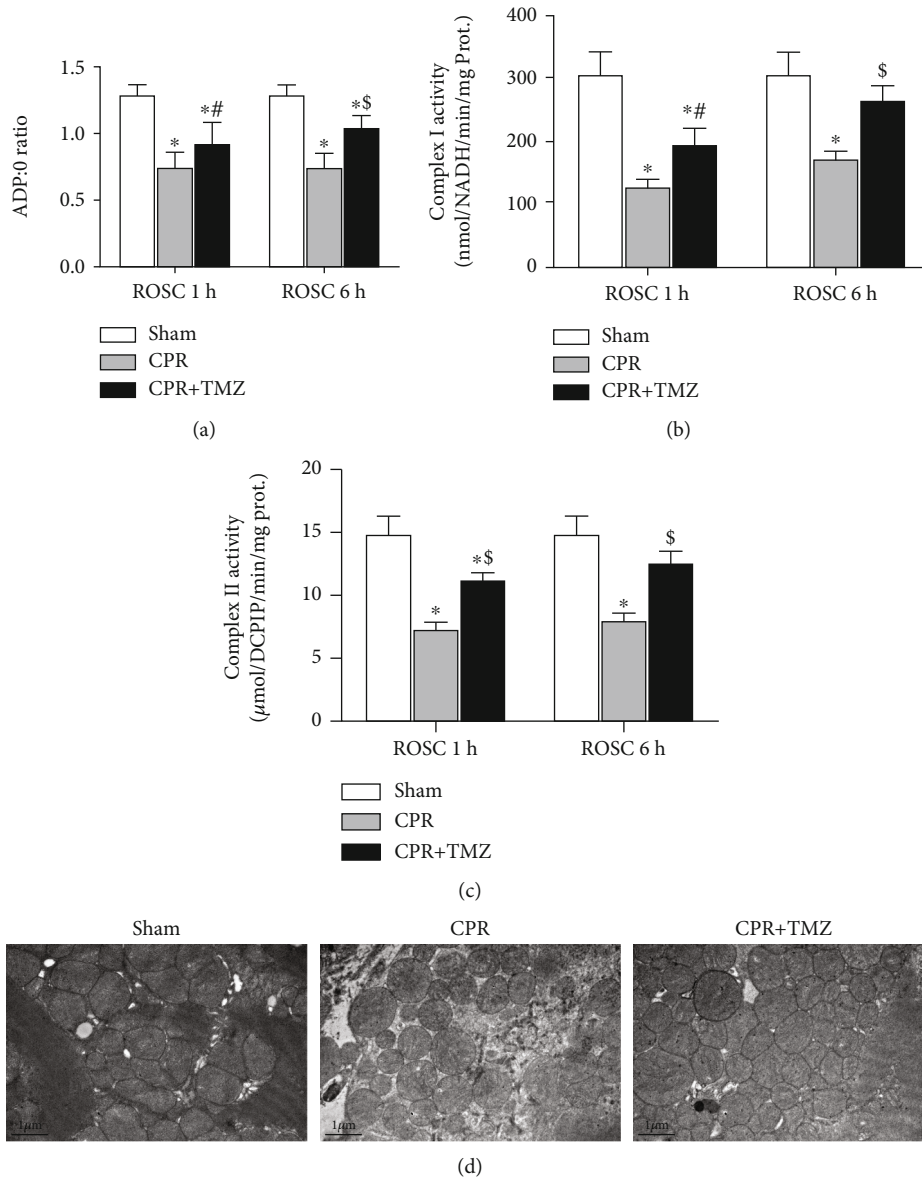 (a)
ADP:0 ratio
1.5
1.0
0.5
0.0
*
*#
*
*$
ROSC 1 h
ROSC 6 h
Sham
CPR
CPR+TMZ
(b)
Complex I activity
(nmol/NADH/min/mg Prot.)
400
300
200
100
0
*
*#
*
$
ROSC 1 h
ROSC 6 h
Sham
CPR
CPR+TMZ
(c)
Complex II activity
(µmol/DCPIP/min/mg prot.)
20
15
10
5
0
*
*$
*
$
ROSC 1 h
ROSC 6 h
Sham
CPR
CPR+TMZ
Sham
CPR
CPR+TMZ
1µm
1µm
1µm
(d)